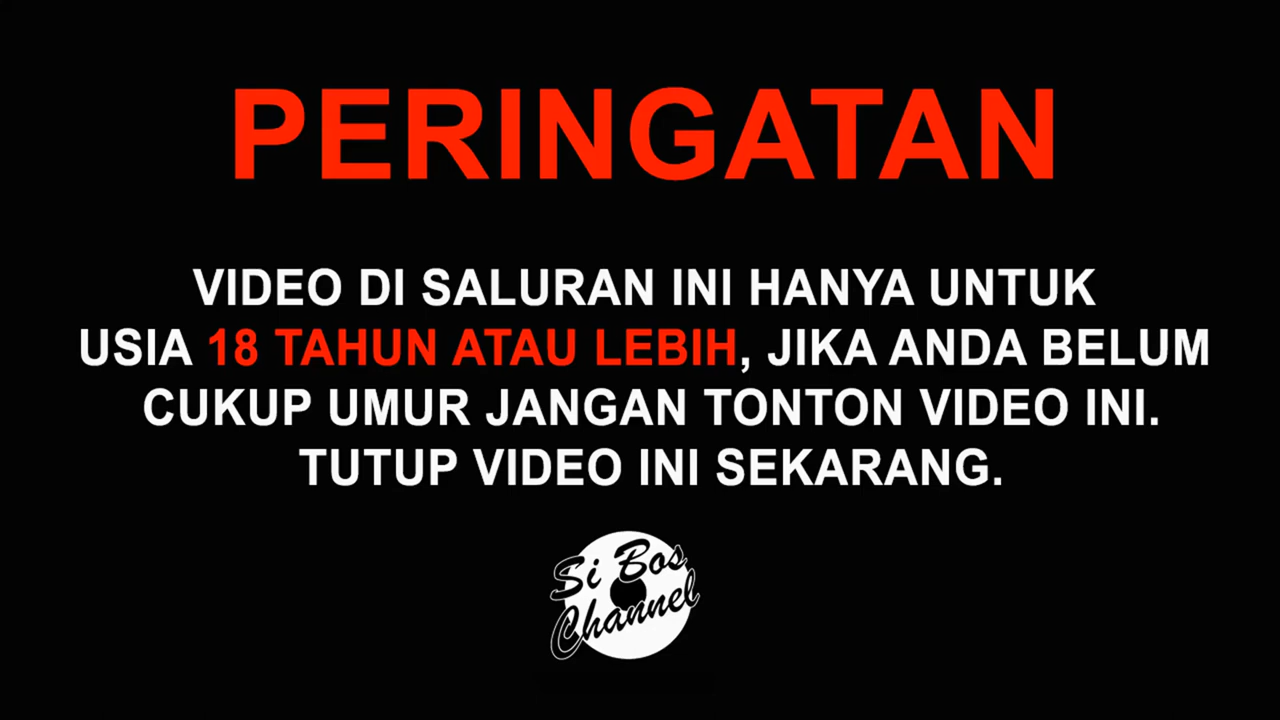 PERINGATAN
VIDEO DI SALURAN INI HANYA UNTUK
USIA 18 TAHUN ATAU LEBIH, JIKA ANDA BELUM
CUKUP UMUR JANGAN TONTON VIDEO INI.
TUTUP VIDEO INI SEKARANG.
Si Bos
Channel